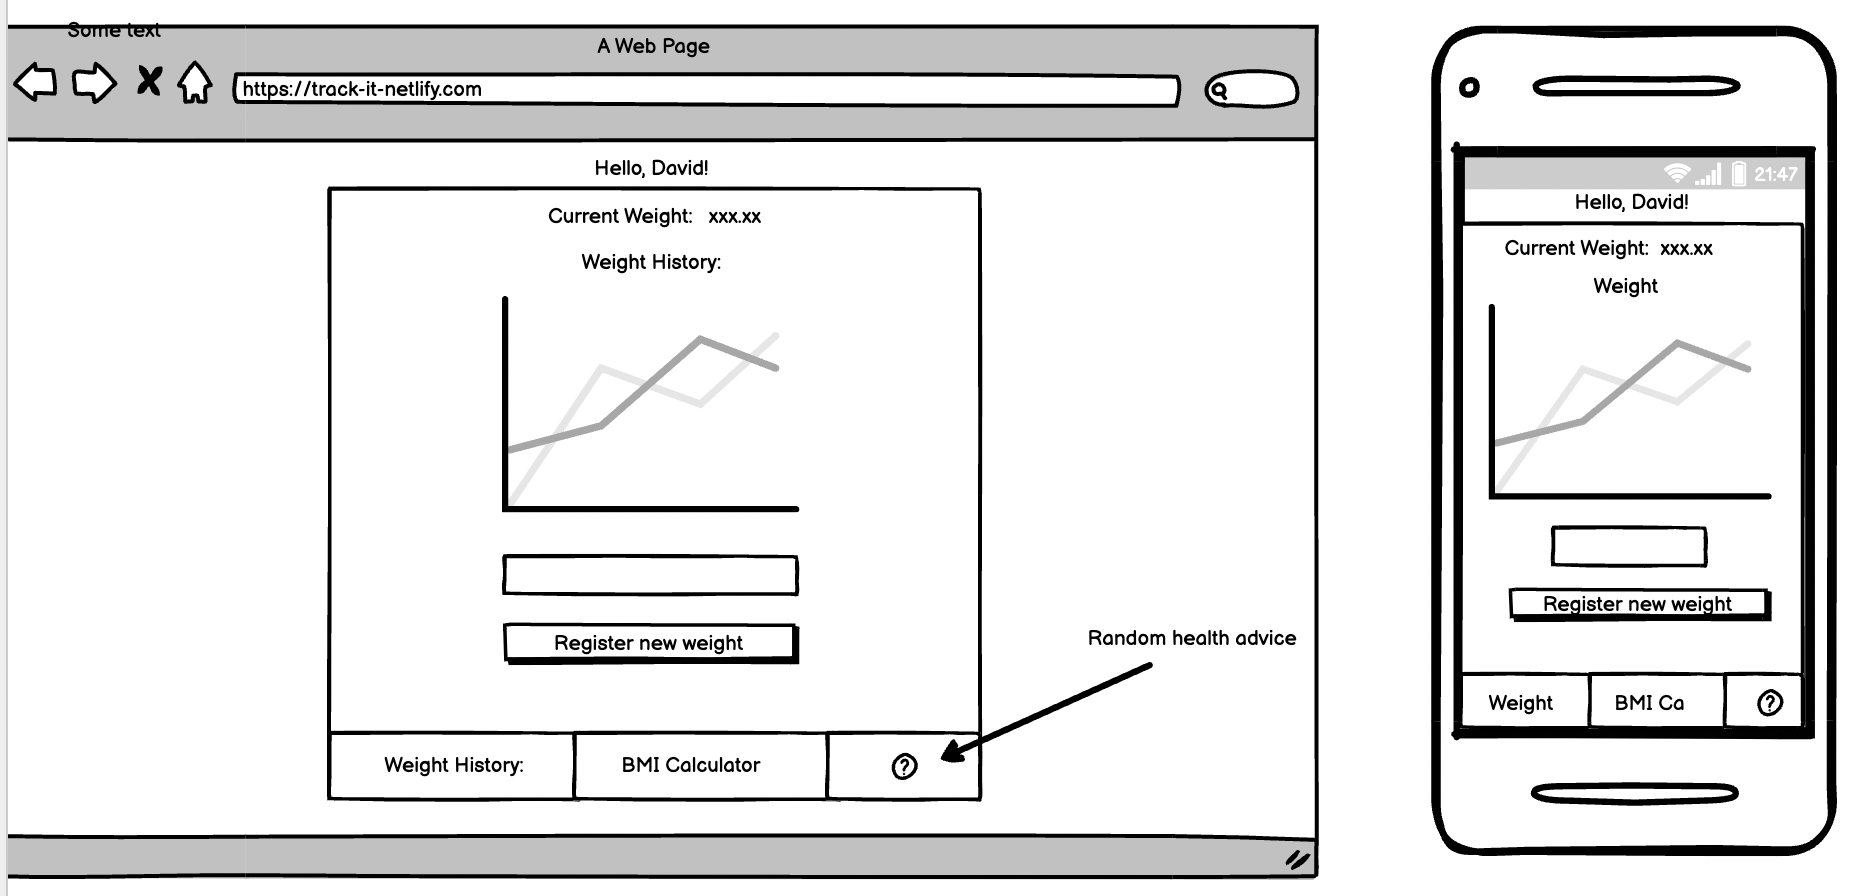 Some text
A Web Page
https://track-it-netlify.com
Hello, David!
Current Weight: xxx.xx
Weight History:
Register new weight
Random health advice
Weight History:
BMI Calculator
?
21:47
Hello, David!
Current Weight: xxx.xx
Weight
Register new weight
Weight
BMI Ca
?